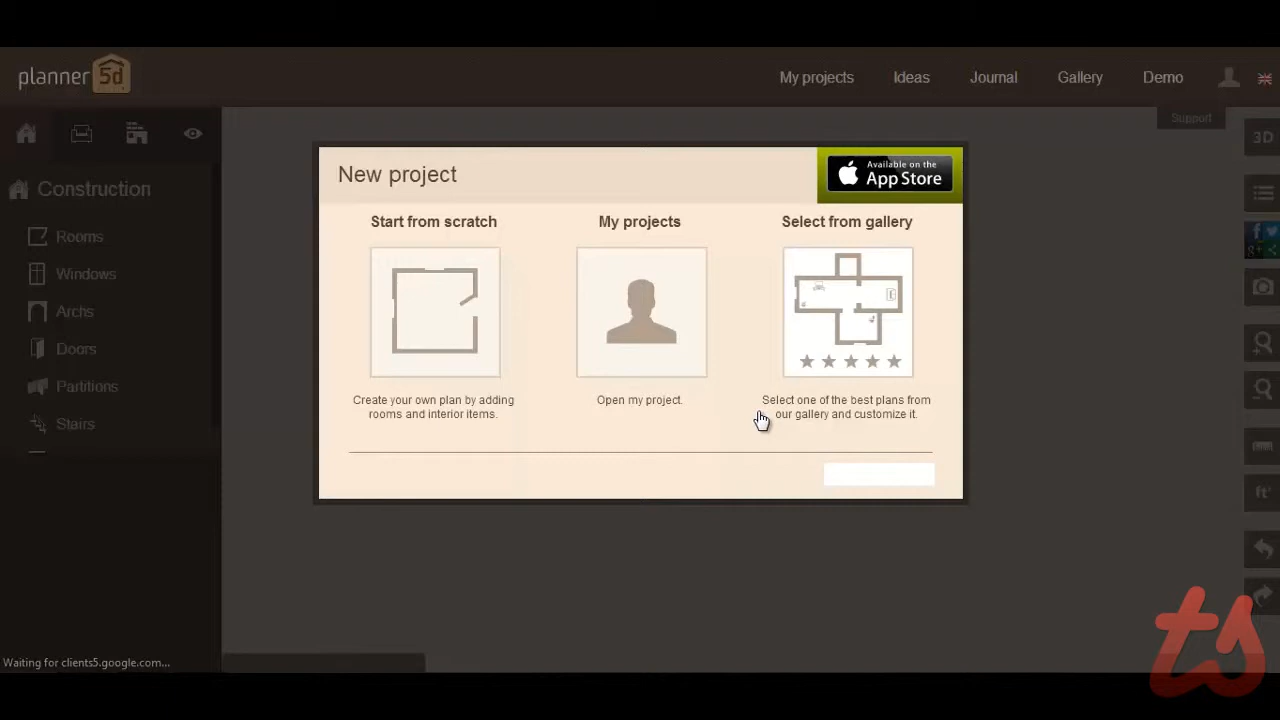 planner 5d
My projects
Ideas
Journal
Gallery
Demo
Support
3D
Construction
Rooms
Windows
Archs
Doors
Partitions
Stairs
New project
Available on the
App Store
Start from scratch
My projects
Select from gallery
Create your own plan by adding
rooms and interior items.
Open my project.
Select one of the best plans from
our gallery and customize it.
ft'
Waiting for clients5.google.com...
ts